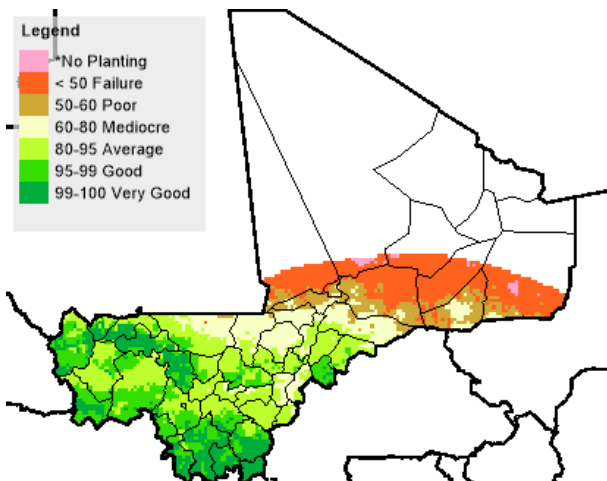 Legend
*No Planting
< 50 Failure
50-60 Poor
60-80 Mediocre
80-95 Average
95-99 Good
99-100 Very Good